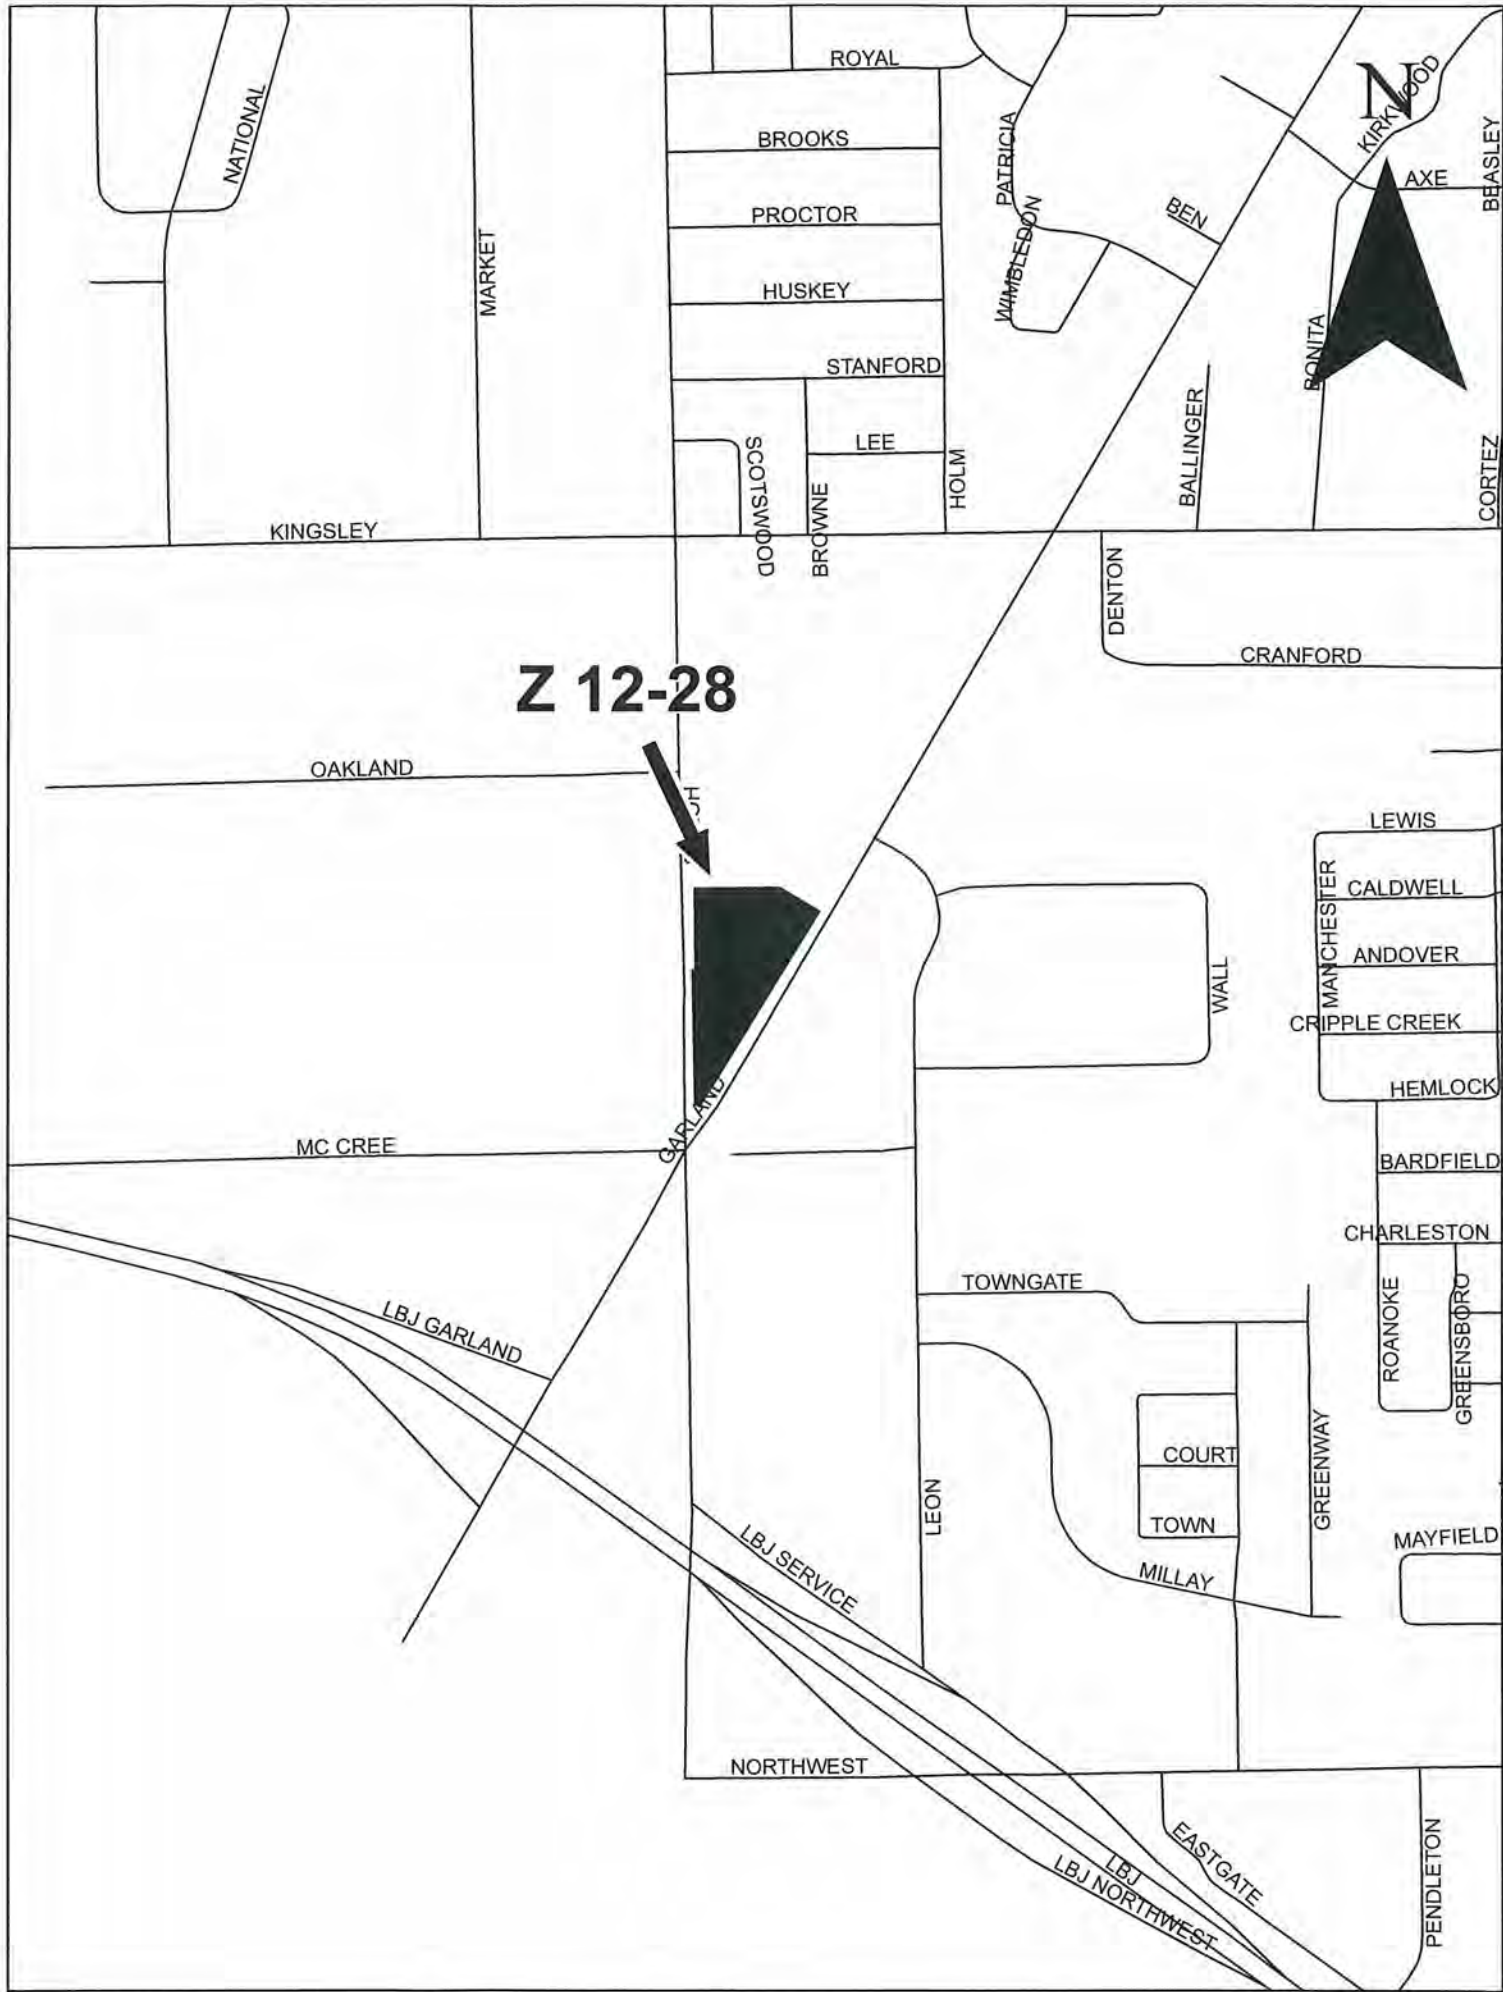 ROYAL
N
KIRKWOOD
NATIONAL
BROOKS
PATRICIA
BEASLEY
AXE
PROCTOR
BEN
WIMBLEDON
MARKET
HUSKEY
BONITA
STANFORD
BALLINGER
LEE
SCOTSWOOD
HOLM
CORTEZ
BROWNE
KINGSLEY
DENTON
CRANFORD
Z 12-28
OAKLAND
LEWIS
CALDWELL
MANCHESTER
ANDOVER
WALL
CRIPPLE CREEK
HEMLOCK
GARLAND
MC CREE
BARDFIELD
CHARLESTON
TOWNGATE
LBJ GARLAND
ROANOKE
GREENSBORO
COURT
GREENWAY
LEON
TOWN
MAYFIELD
LBJ SERVICE
MILLAY
NORTHWEST
EASTGATE
LBJ
LBJ NORTHWEST
PENDLETON